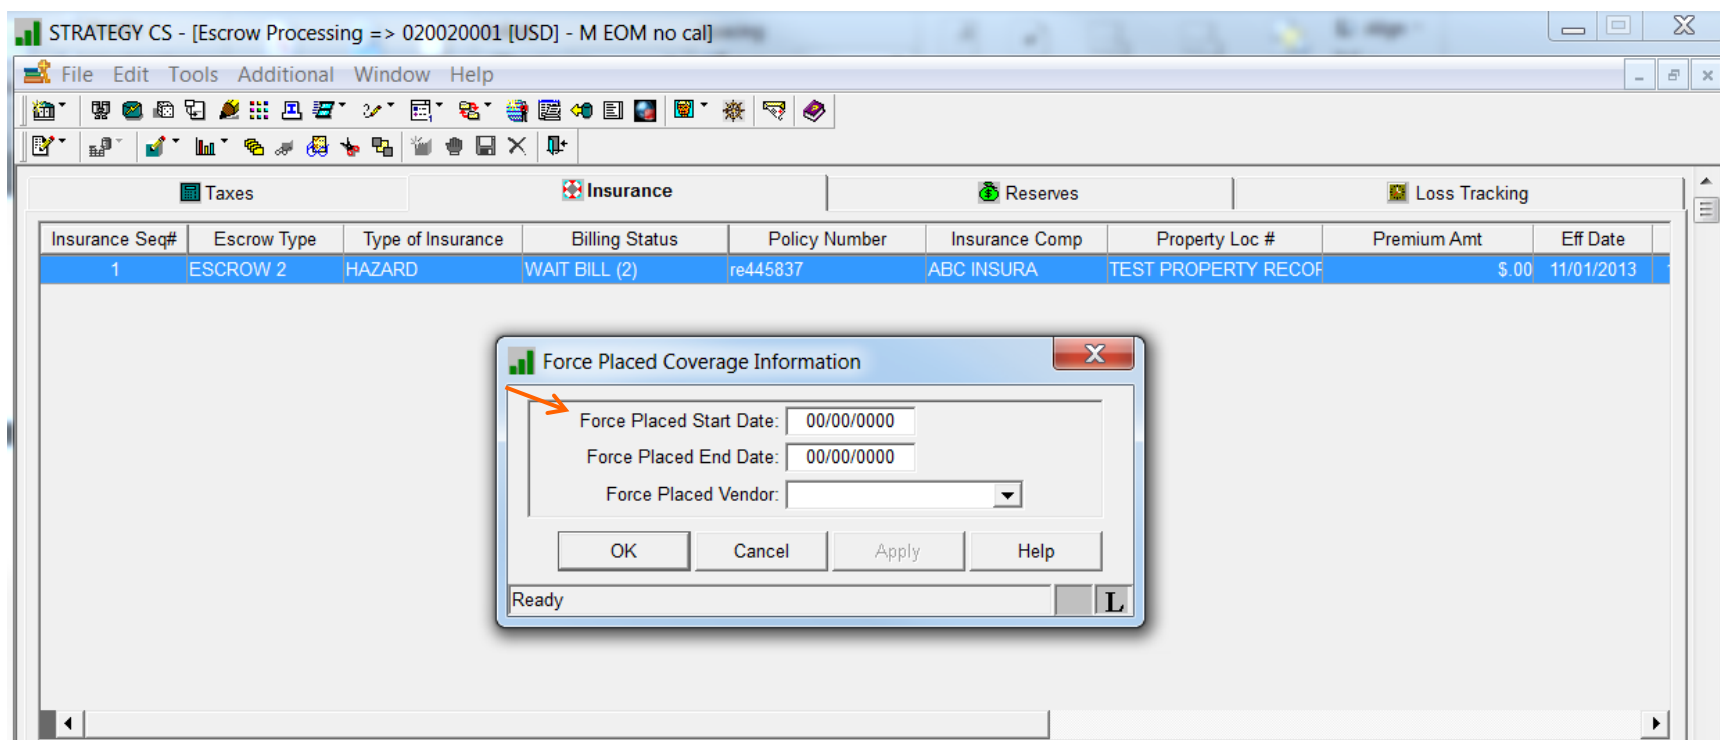 STRATEGY CS - [Escrow Processing => 020020001 [USD] - M EOM no cal]
File Edit Tools Additional Window Help
Taxes Insurance Reserves Loss Tracking
Insurance Seq# Escrow Type Type of Insurance Billing Status Policy Number Insurance Comp Property Loc # Premium Amt Eff Date
1 ESCROW 2 HAZARD WAIT BILL (2) re445837 ABC INSURA TEST PROPERTY RECOR $.00 11/01/2013
Force Placed Coverage Information
Force Placed Start Date: 00/00/0000
Force Placed End Date: 00/00/0000
Force Placed Vendor:
OK Cancel Apply Help
Ready L